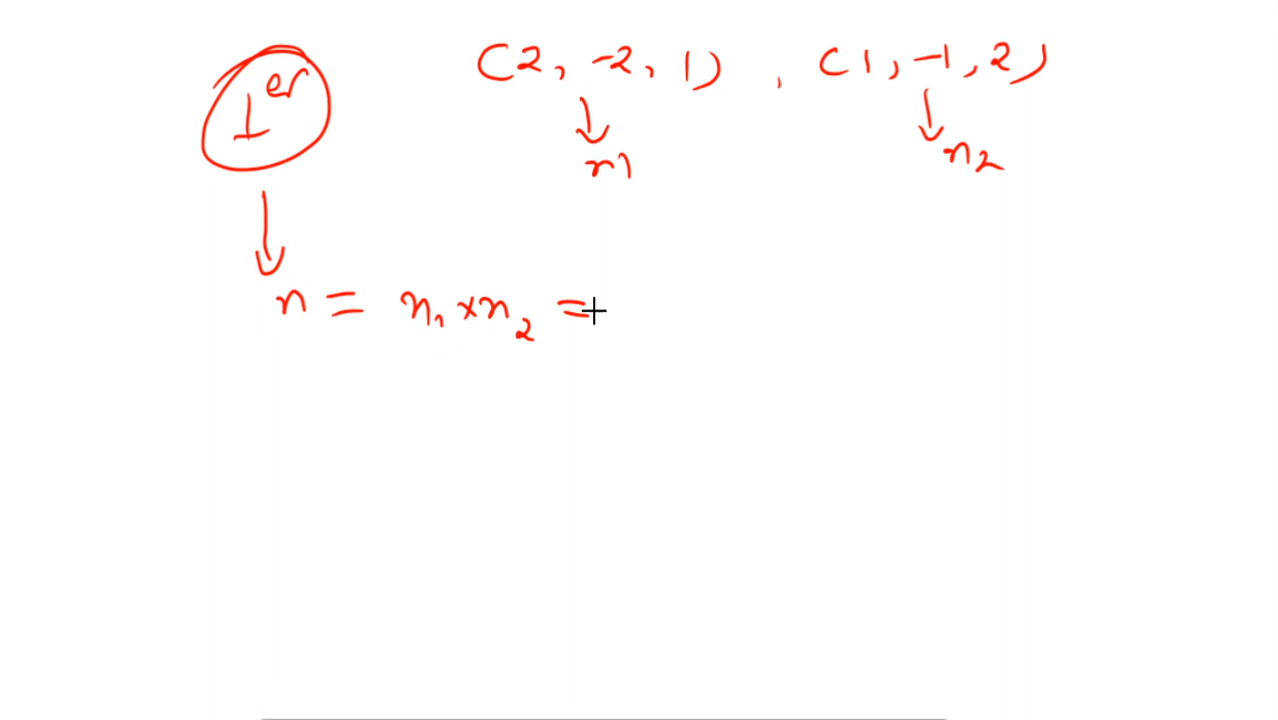 1er (2, -2, 1) , (1, -1, 2)
n1 n2
n = n1 × n2 =